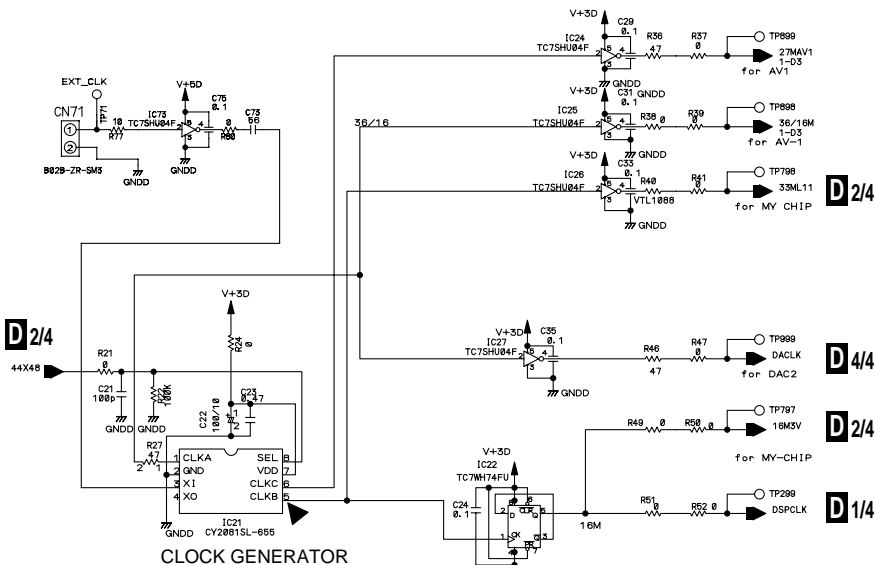 V+3D
IC24
TC7SHU04F
C29
0.1
R36
47
R37
0
TP899
27MAV1
1-D3
for AV1
GNDD
V+3D
C31
0.1
GNDD
IC25
TC7SHU04F
R38
0
R39
0
TP898
36/16M
1-D3
for AV-1
GNDD
36/16
V+3D
C33
0.1
IC26
TC7SHU04F
R40
VTL1088
R41
0
TP798
33ML11
for MY CHIP
D 2/4
GNDD
EXT_CLK
TP71
CN71
1
2
B02B-ZR-SM3
10
R77
GNDD
V+5D
IC73
TC7SHU04F
C75
0.1
0
R80
C73
GNDD
D 2/4
44X48
R21
0
C21
100p
R22
100K
GNDD GNDD
V+3D
R24
0
C22
100/10
C23
0.47
R27
47
2 1
1 CLKA SEL 8
2 GND VDD 7
3 XI CLKC 6
4 XO CLKB 5
GNDD
IC21
CY2081SL-655
CLOCK GENERATOR
V+3D
IC27
TC7SHU04F
C35
0.1
GNDD
R46
47
R47
0
TP999
DACLK
for DAC2
D 4/4
V+3D
IC22
TC7WH74FU
C24
0.1
D
CK
Q
16M
R49
0
R50
0
TP797
16M3V
for MY-CHIP
D 2/4
R51
0
R52
0
TP299
DSPCLK
D 1/4